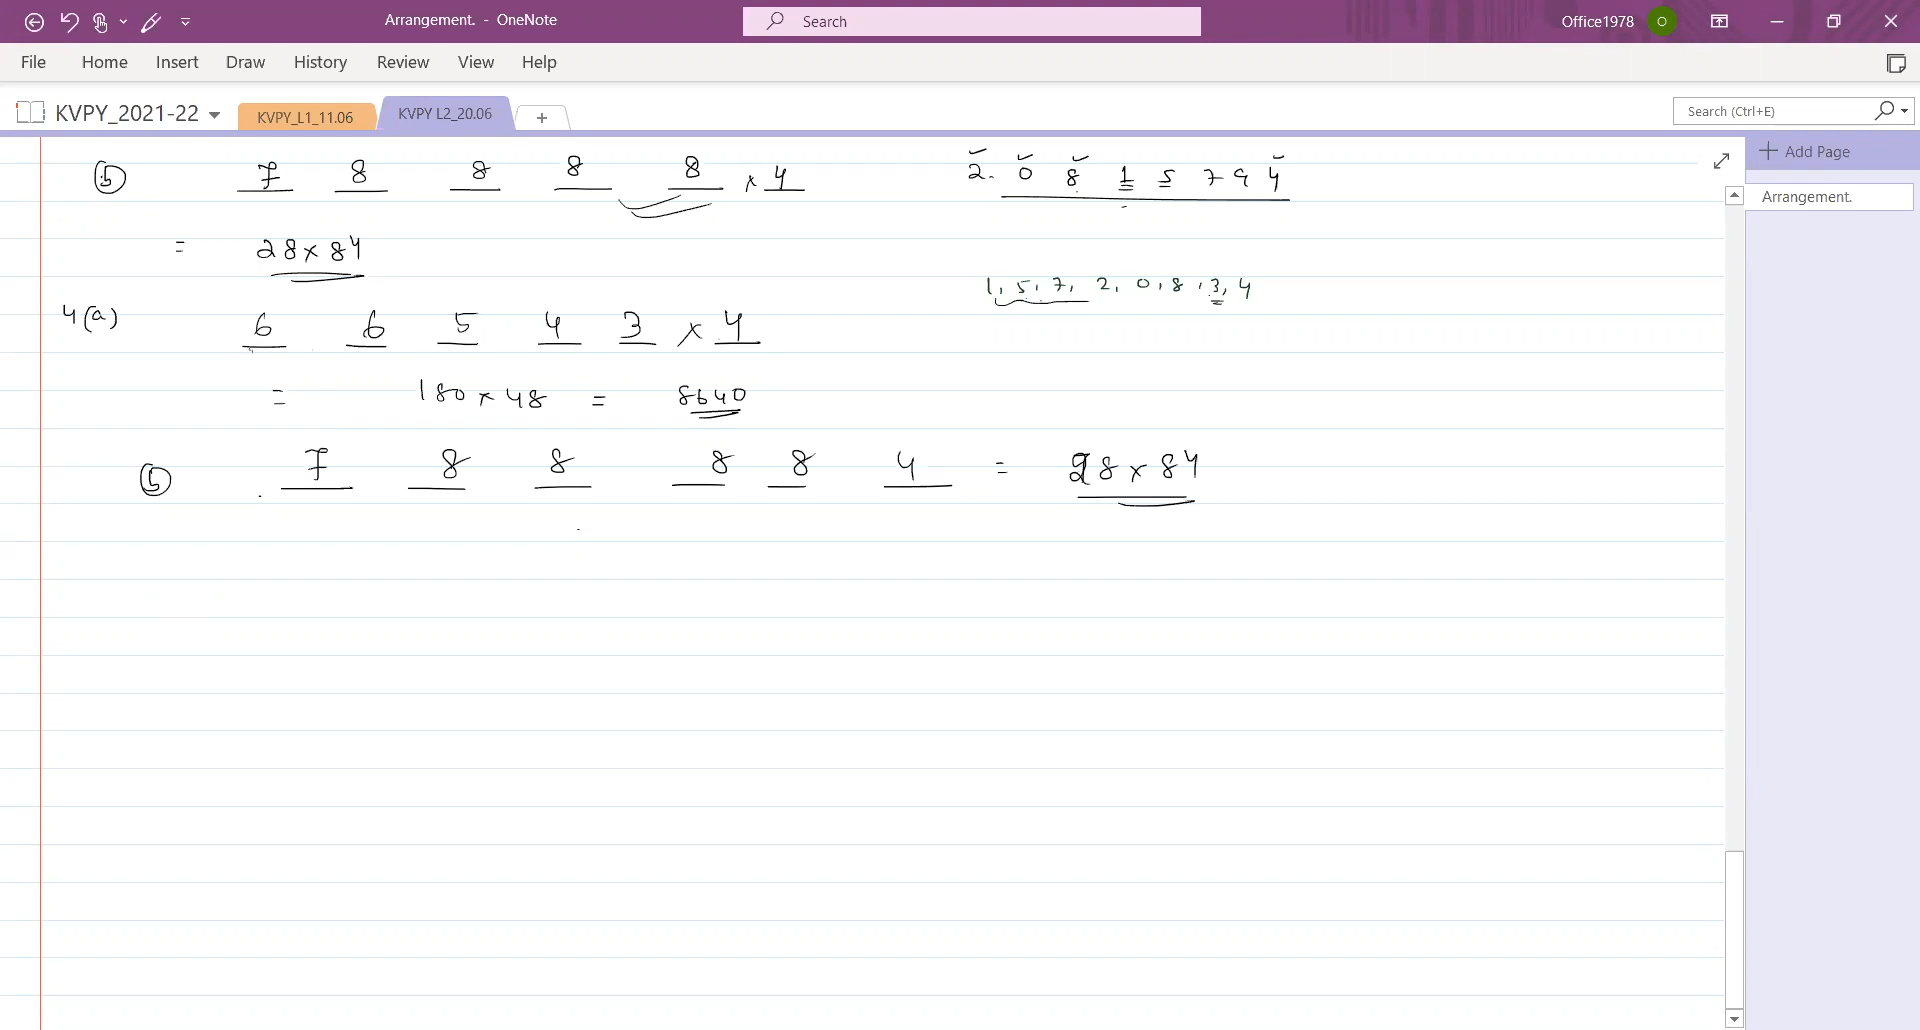 Arrangement. - OneNote
Search
Office1978
O
File Home Insert Draw History Review View Help
KVPY_2021-22
KVPY_L1_11.06
KVPY L2_20.06
+
Search (Ctrl+E)
Add Page
Arrangement.
(b) 7 8 8 8 8 x 4
= 28 x 84
2. 0 8 1 5 7 9 4
1, 5, 7, 2, 0, 8, 3, 4
4(a) 6 6 5 4 3 x 4
= 180 x 48 = 8640
(b) 7 8 8 8 8 4 = 28 x 84